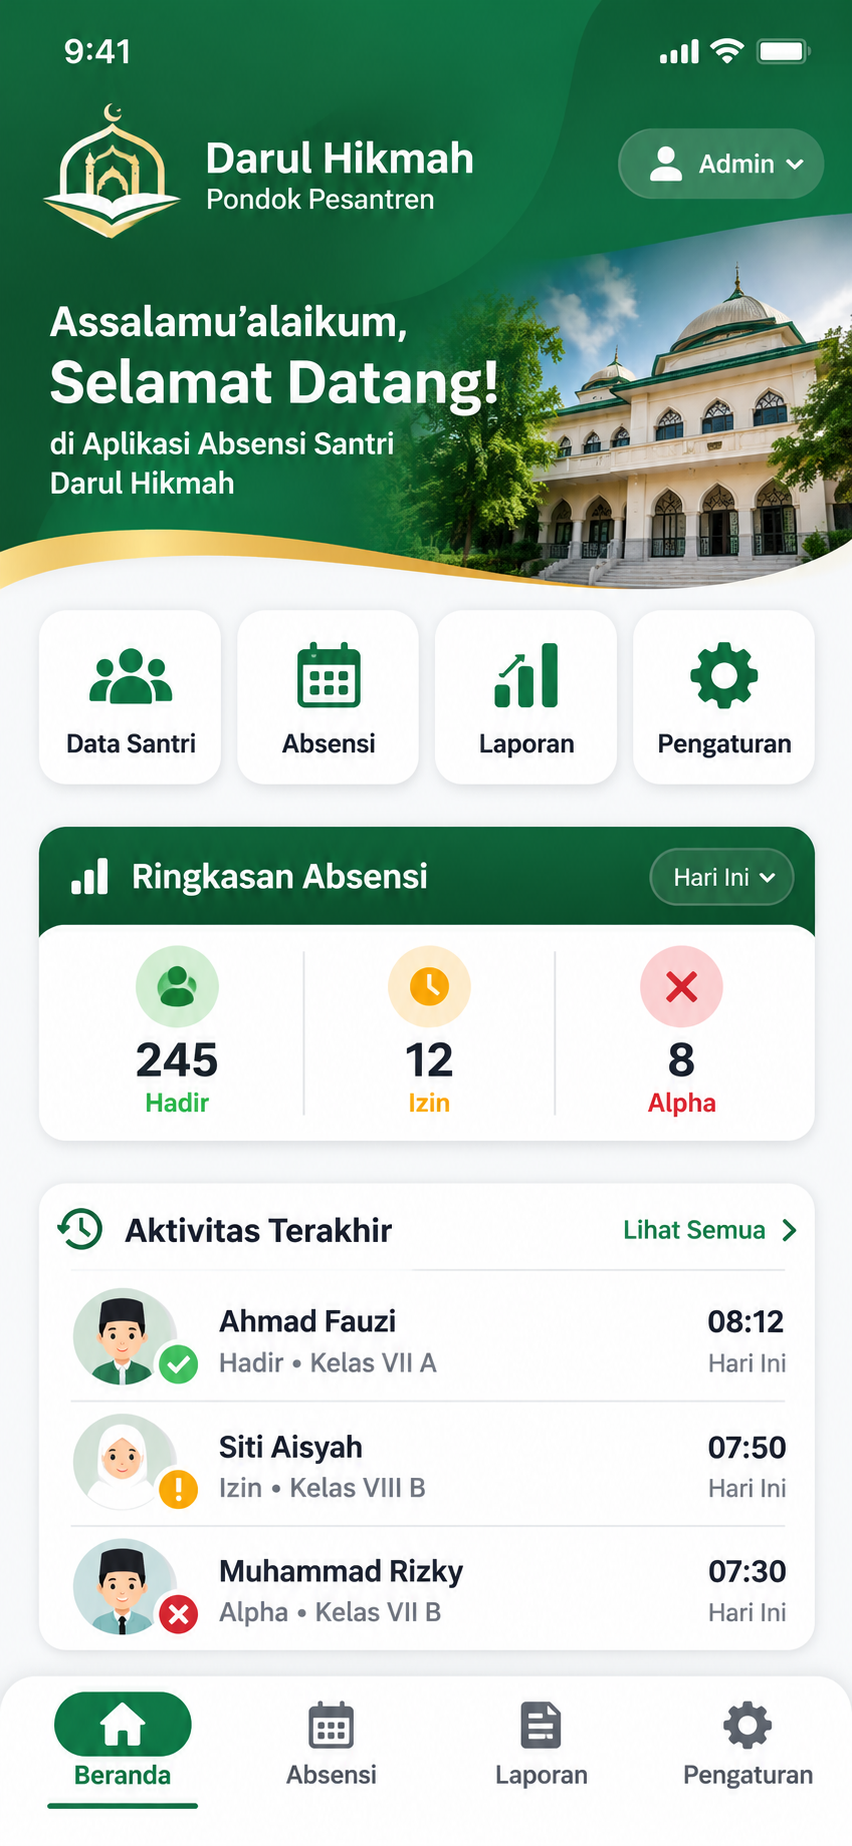 9:41
Darul Hikmah
Pondok Pesantren
Admin
Assalamu’alaikum,
Selamat Datang!
di Aplikasi Absensi Santri
Darul Hikmah
Data Santri
Absensi
Laporan
Pengaturan
Ringkasan Absensi
Hari Ini
245
Hadir
12
Izin
8
Alpha
Aktivitas Terakhir
Lihat Semua
Ahmad Fauzi
08:12
Hadir • Kelas VII A
Hari Ini
Siti Aisyah
07:50
Izin • Kelas VIII B
Hari Ini
Muhammad Rizky
07:30
Alpha • Kelas VII B
Hari Ini
Beranda
Absensi
Laporan
Pengaturan